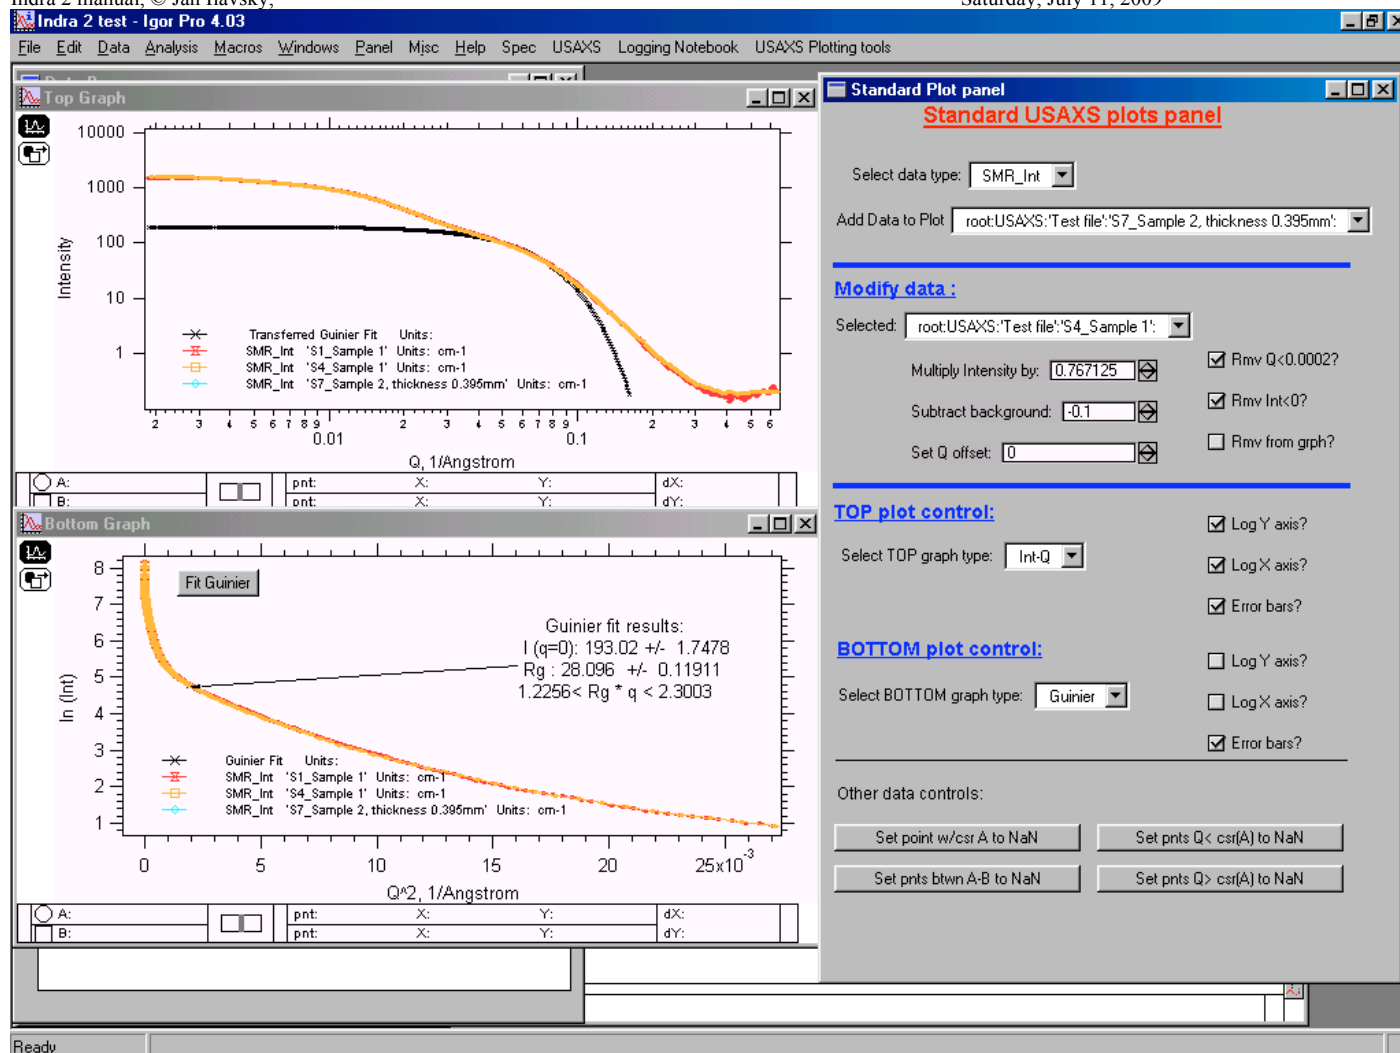 Indra 2 manual, © Jan Ilavsky,
Saturday, July 11, 2009
Indra 2 test - Igor Pro 4.03
File Edit Data Analysis Macros Windows Panel Misc Help Spec USAXS Logging Notebook USAXS Plotting tools
Top Graph
10000
1000
100
10
1
Intensity
Transferred Guinier Fit Units:
SMR_Int 'S1_Sample 1' Units: cm-1
SMR_Int 'S4_Sample 1' Units: cm-1
SMR_Int 'S7_Sample 2, thickness 0.395mm' Units: cm-1
2 3 4 5 6 7 8 9 2 3 4 5 6 7 8 9 2 3 4 5 6
0.01 0.1
Q, 1/Angstrom
A: pnt: X: Y: dX:
B: pnt: X: Y: dY:
Bottom Graph
Fit Guinier
8
7
6
5
4
3
2
1
ln (Int)
Guinier fit results:
I (q=0): 193.02 +/- 1.7478
Rg : 28.096 +/- 0.11911
1.2256< Rg * q < 2.3003
Guinier Fit Units:
SMR_Int 'S1_Sample 1' Units: cm-1
SMR_Int 'S4_Sample 1' Units: cm-1
SMR_Int 'S7_Sample 2, thickness 0.395mm' Units: cm-1
0 5 10 15 20 25x10-3
Q^2, 1/Angstrom
A: pnt: X: Y: dX:
B: pnt: X: Y: dY:
Standard Plot panel
Standard USAXS plots panel
Select data type: SMR_Int
Add Data to Plot root:USAXS:'Test file':'S7_Sample 2, thickness 0.395mm':
Modify data :
Selected: root:USAXS:'Test file':'S4_Sample 1':
Multiply Intensity by: 0.767125
Rmv Q<0.0002?
Subtract background: -0.1
Rmv Int<0?
Set Q offset: 0
Rmv from grph?
TOP plot control:
Log Y axis?
Select TOP graph type: Int-Q
Log X axis?
Error bars?
BOTTOM plot control:
Log Y axis?
Select BOTTOM graph type: Guinier
Log X axis?
Error bars?
Other data controls:
Set point w/csr A to NaN
Set pnts Q< csr(A) to NaN
Set pnts btwn A-B to NaN
Set pnts Q> csr(A) to NaN
Ready